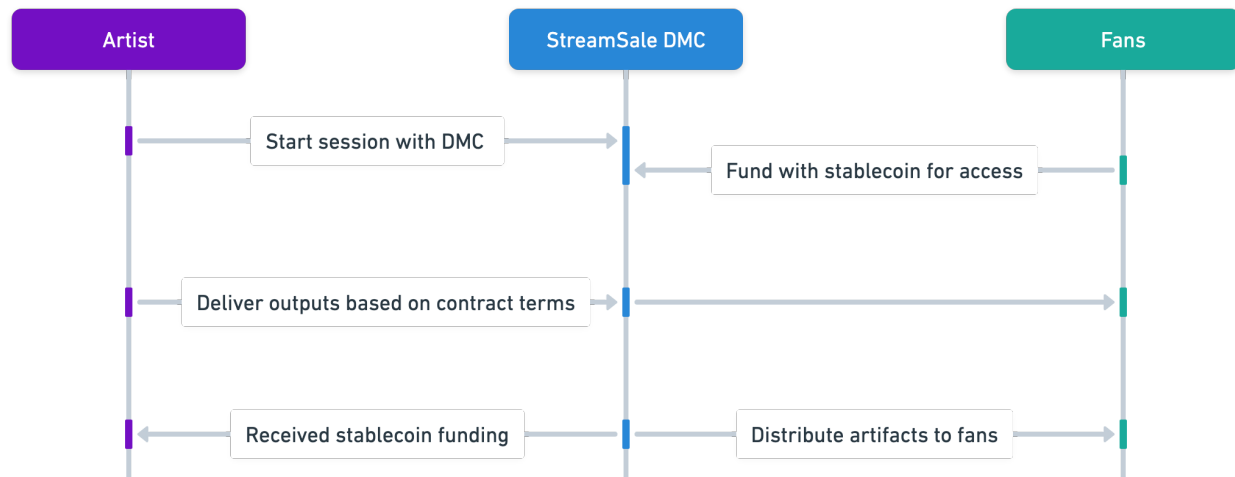 Artist
StreamSale DMC
Fans
Start session with DMC
Fund with stablecoin for access
Deliver outputs based on contract terms
Received stablecoin funding
Distribute artifacts to fans